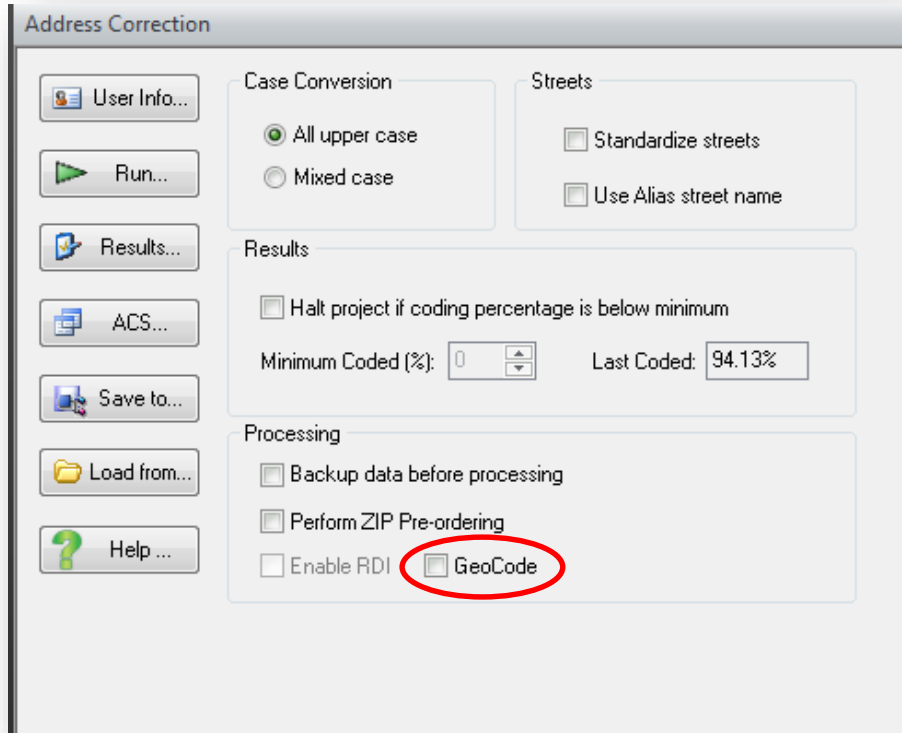 Address Correction
User Info...
Run...
Results...
ACS...
Save to...
Load from...
Help ...
Case Conversion
All upper case
Mixed case
Streets
Standardize streets
Use Alias street name
Results
Halt project if coding percentage is below minimum
Minimum Coded (%): 0 Last Coded: 94.13%
Processing
Backup data before processing
Perform ZIP Pre-ordering
Enable RDI GeoCode